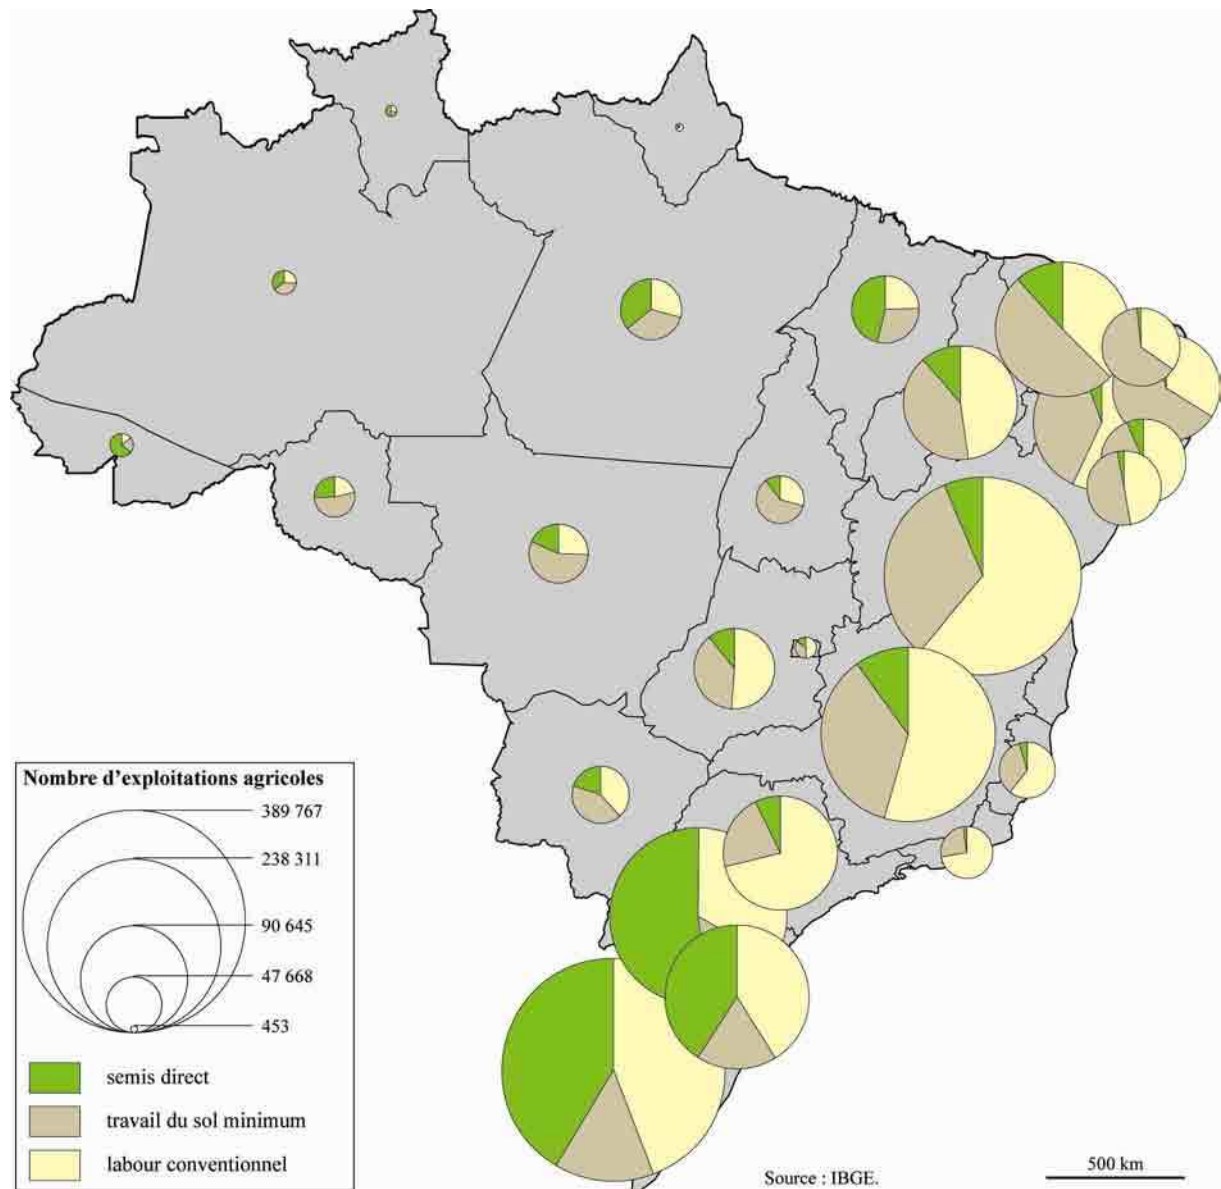 Nombre d'exploitations agricoles
389 767
238 311
90 645
47 668
453
semis direct
travail du sol minimum
labour conventionnel
Source : IBGE.
500 km